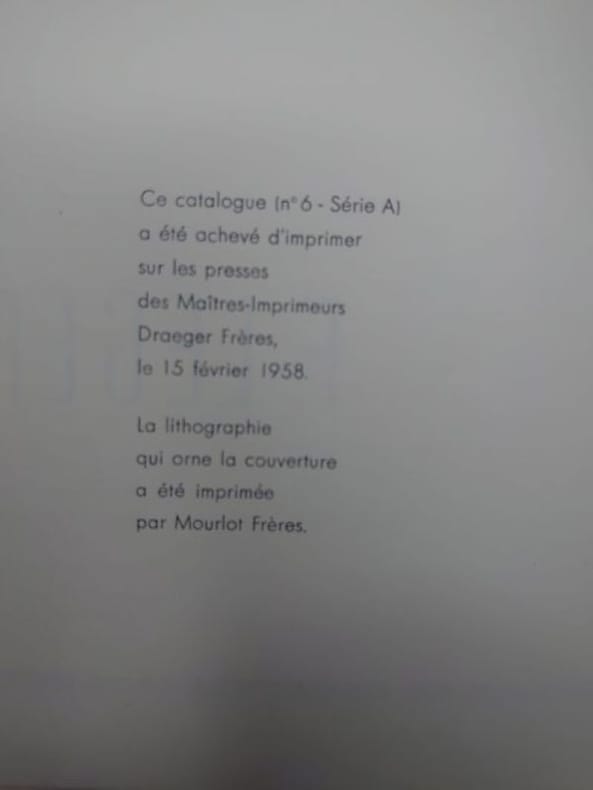 Ce catalogue (n° 6 - Série A)
a été achevé d'imprimer
sur les presses
des Maîtres-Imprimeurs
Draeger Frères,
le 15 février 1958.
La lithographie
qui orne la couverture
a été imprimée
par Mourlot Frères.